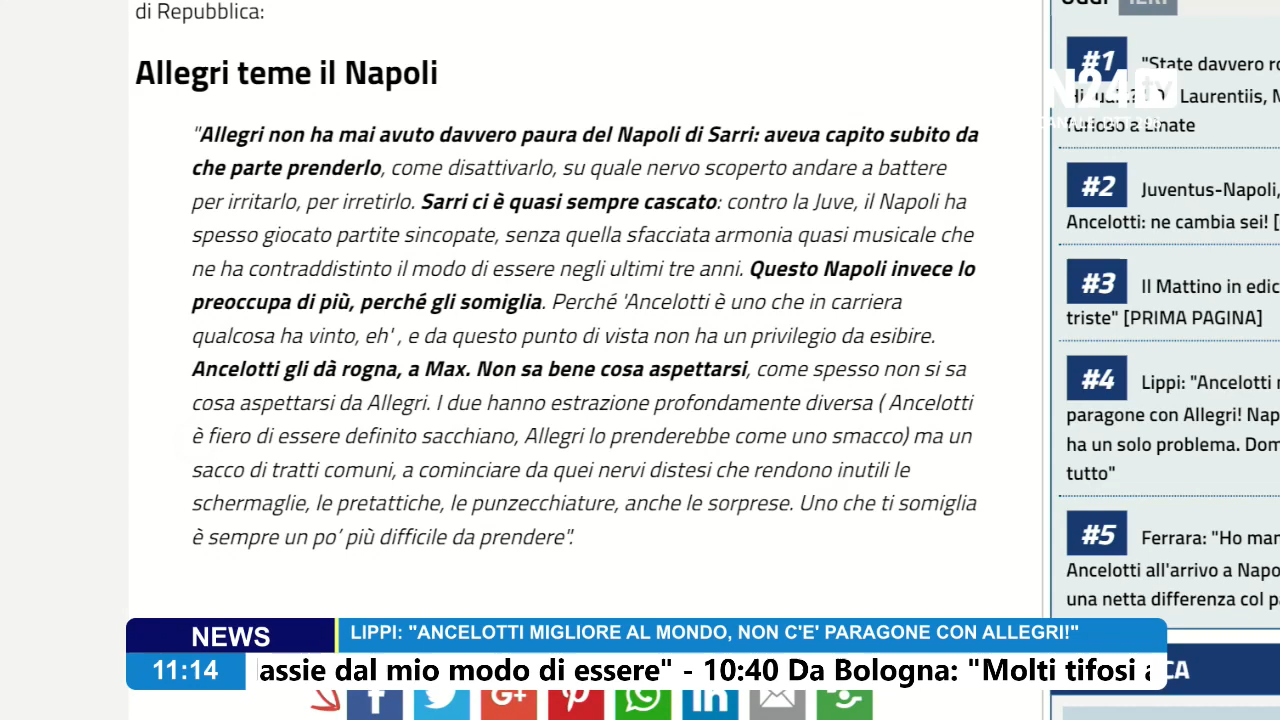 di Repubblica:
Allegri teme il Napoli
"Allegri non ha mai avuto davvero paura del Napoli di Sarri: aveva capito subito da
che parte prenderlo, come disattivarlo, su quale nervo scoperto andare a battere
per irritarlo, per irretirlo. Sarri ci è quasi sempre cascato: contro la Juve, il Napoli ha
spesso giocato partite sincopate, senza quella sfacciata armonia quasi musicale che
ne ha contraddistinto il modo di essere negli ultimi tre anni. Questo Napoli invece lo
preoccupa di più, perché gli somiglia. Perché 'Ancelotti è uno che in carriera
qualcosa ha vinto, eh' , e da questo punto di vista non ha un privilegio da esibire.
Ancelotti gli dà rogna, a Max. Non sa bene cosa aspettarsi, come spesso non si sa
cosa aspettarsi da Allegri. I due hanno estrazione profondamente diversa ( Ancelotti
è fiero di essere definito sacchiano, Allegri lo prenderebbe come uno smacco) ma un
sacco di tratti comuni, a cominciare da quei nervi distesi che rendono inutili le
schermaglie, le pretattiche, le punzecchiature, anche le sorprese. Uno che ti somiglia
è sempre un po' più difficile da prendere".
IERI
#1 "State davvero
Laurentiis,
furioso a Linate
N24 tv
#2 Juventus-Napoli,
Ancelotti: ne cambia sei! [
#3 Il Mattino in edic
triste" [PRIMA PAGINA]
#4 Lippi: "Ancelotti
paragone con Allegri! Nap
ha un solo problema. Dom
tutto"
#5 Ferrara: "Ho man
Ancelotti all'arrivo a Napo
una netta differenza col pa
CA
NEWS
LIPPI: "ANCELOTTI MIGLIORE AL MONDO, NON C'E' PARAGONE CON ALLEGRI!"
11:14
assie dal mio modo di essere" - 10:40 Da Bologna: "Molti tifosi a